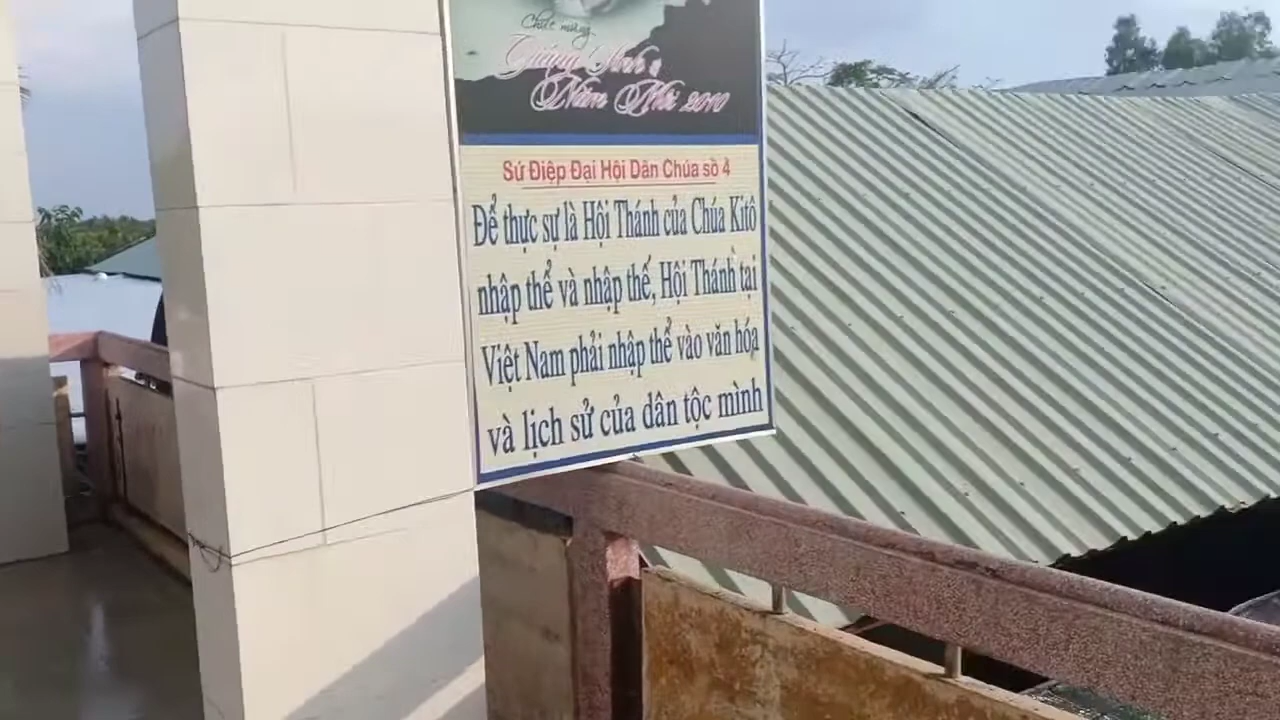 Chúc mừng
Giáng Sinh &
Năm Mới 2010
Sứ Điệp Đại Hội Dân Chúa số 4
Để thực sự là Hội Thánh của Chúa Kitô
nhập thể và nhập thế, Hội Thánh tại
Việt Nam phải nhập thể vào văn hóa
và lịch sử của dân tộc mình